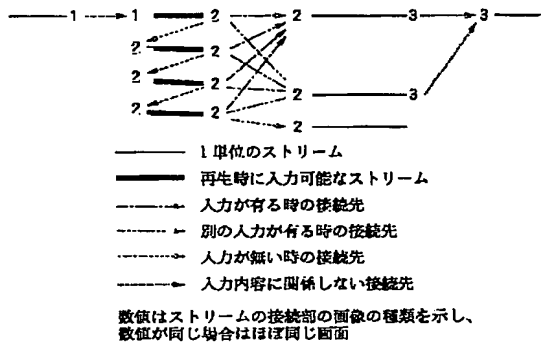 1 1 2 2 3 3
2 2
2 2 2 3
2 2 2
1単位のストリーム
再生時に入力可能なストリーム
入力が有る時の接続先
別の入力が有る時の接続先
入力が無い時の接続先
入力内容に関係しない接続先
数値はストリームの接続部の画像の種類を示し、
数値が同じ場合はほぼ同じ画面